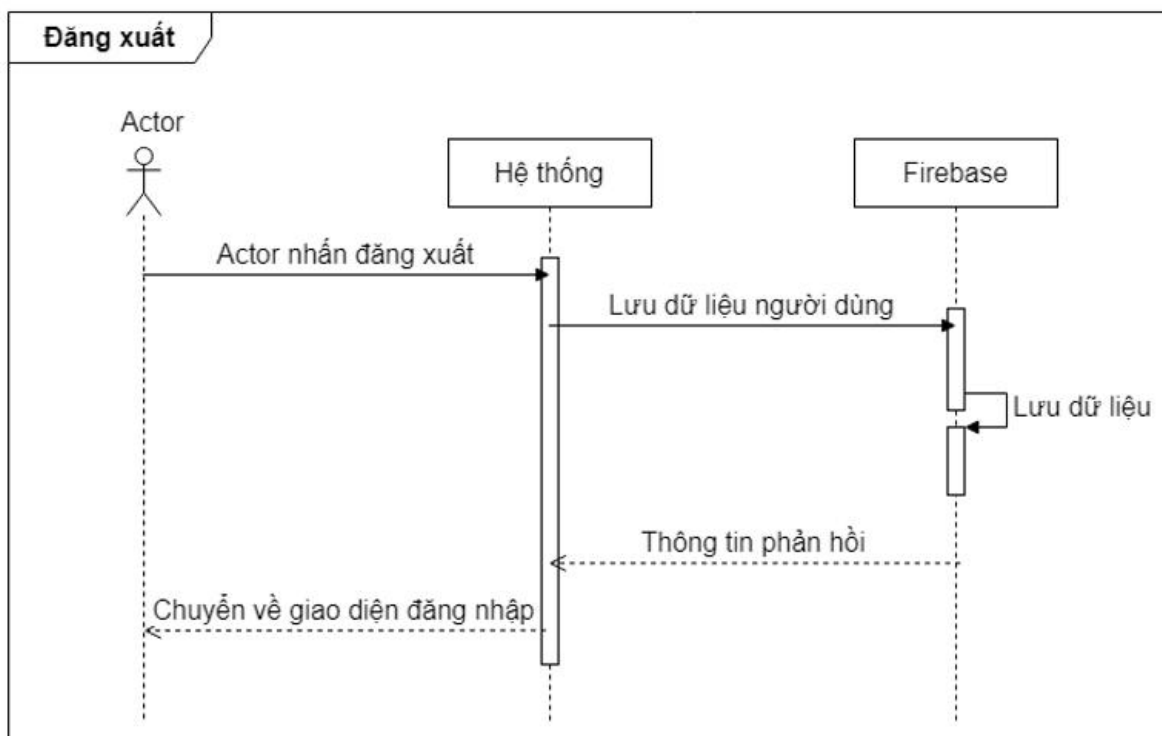 Đăng xuất
Actor
Hệ thống
Firebase
Actor nhấn đăng xuất
Lưu dữ liệu người dùng
Lưu dữ liệu
Thông tin phản hồi
Chuyển về giao diện đăng nhập